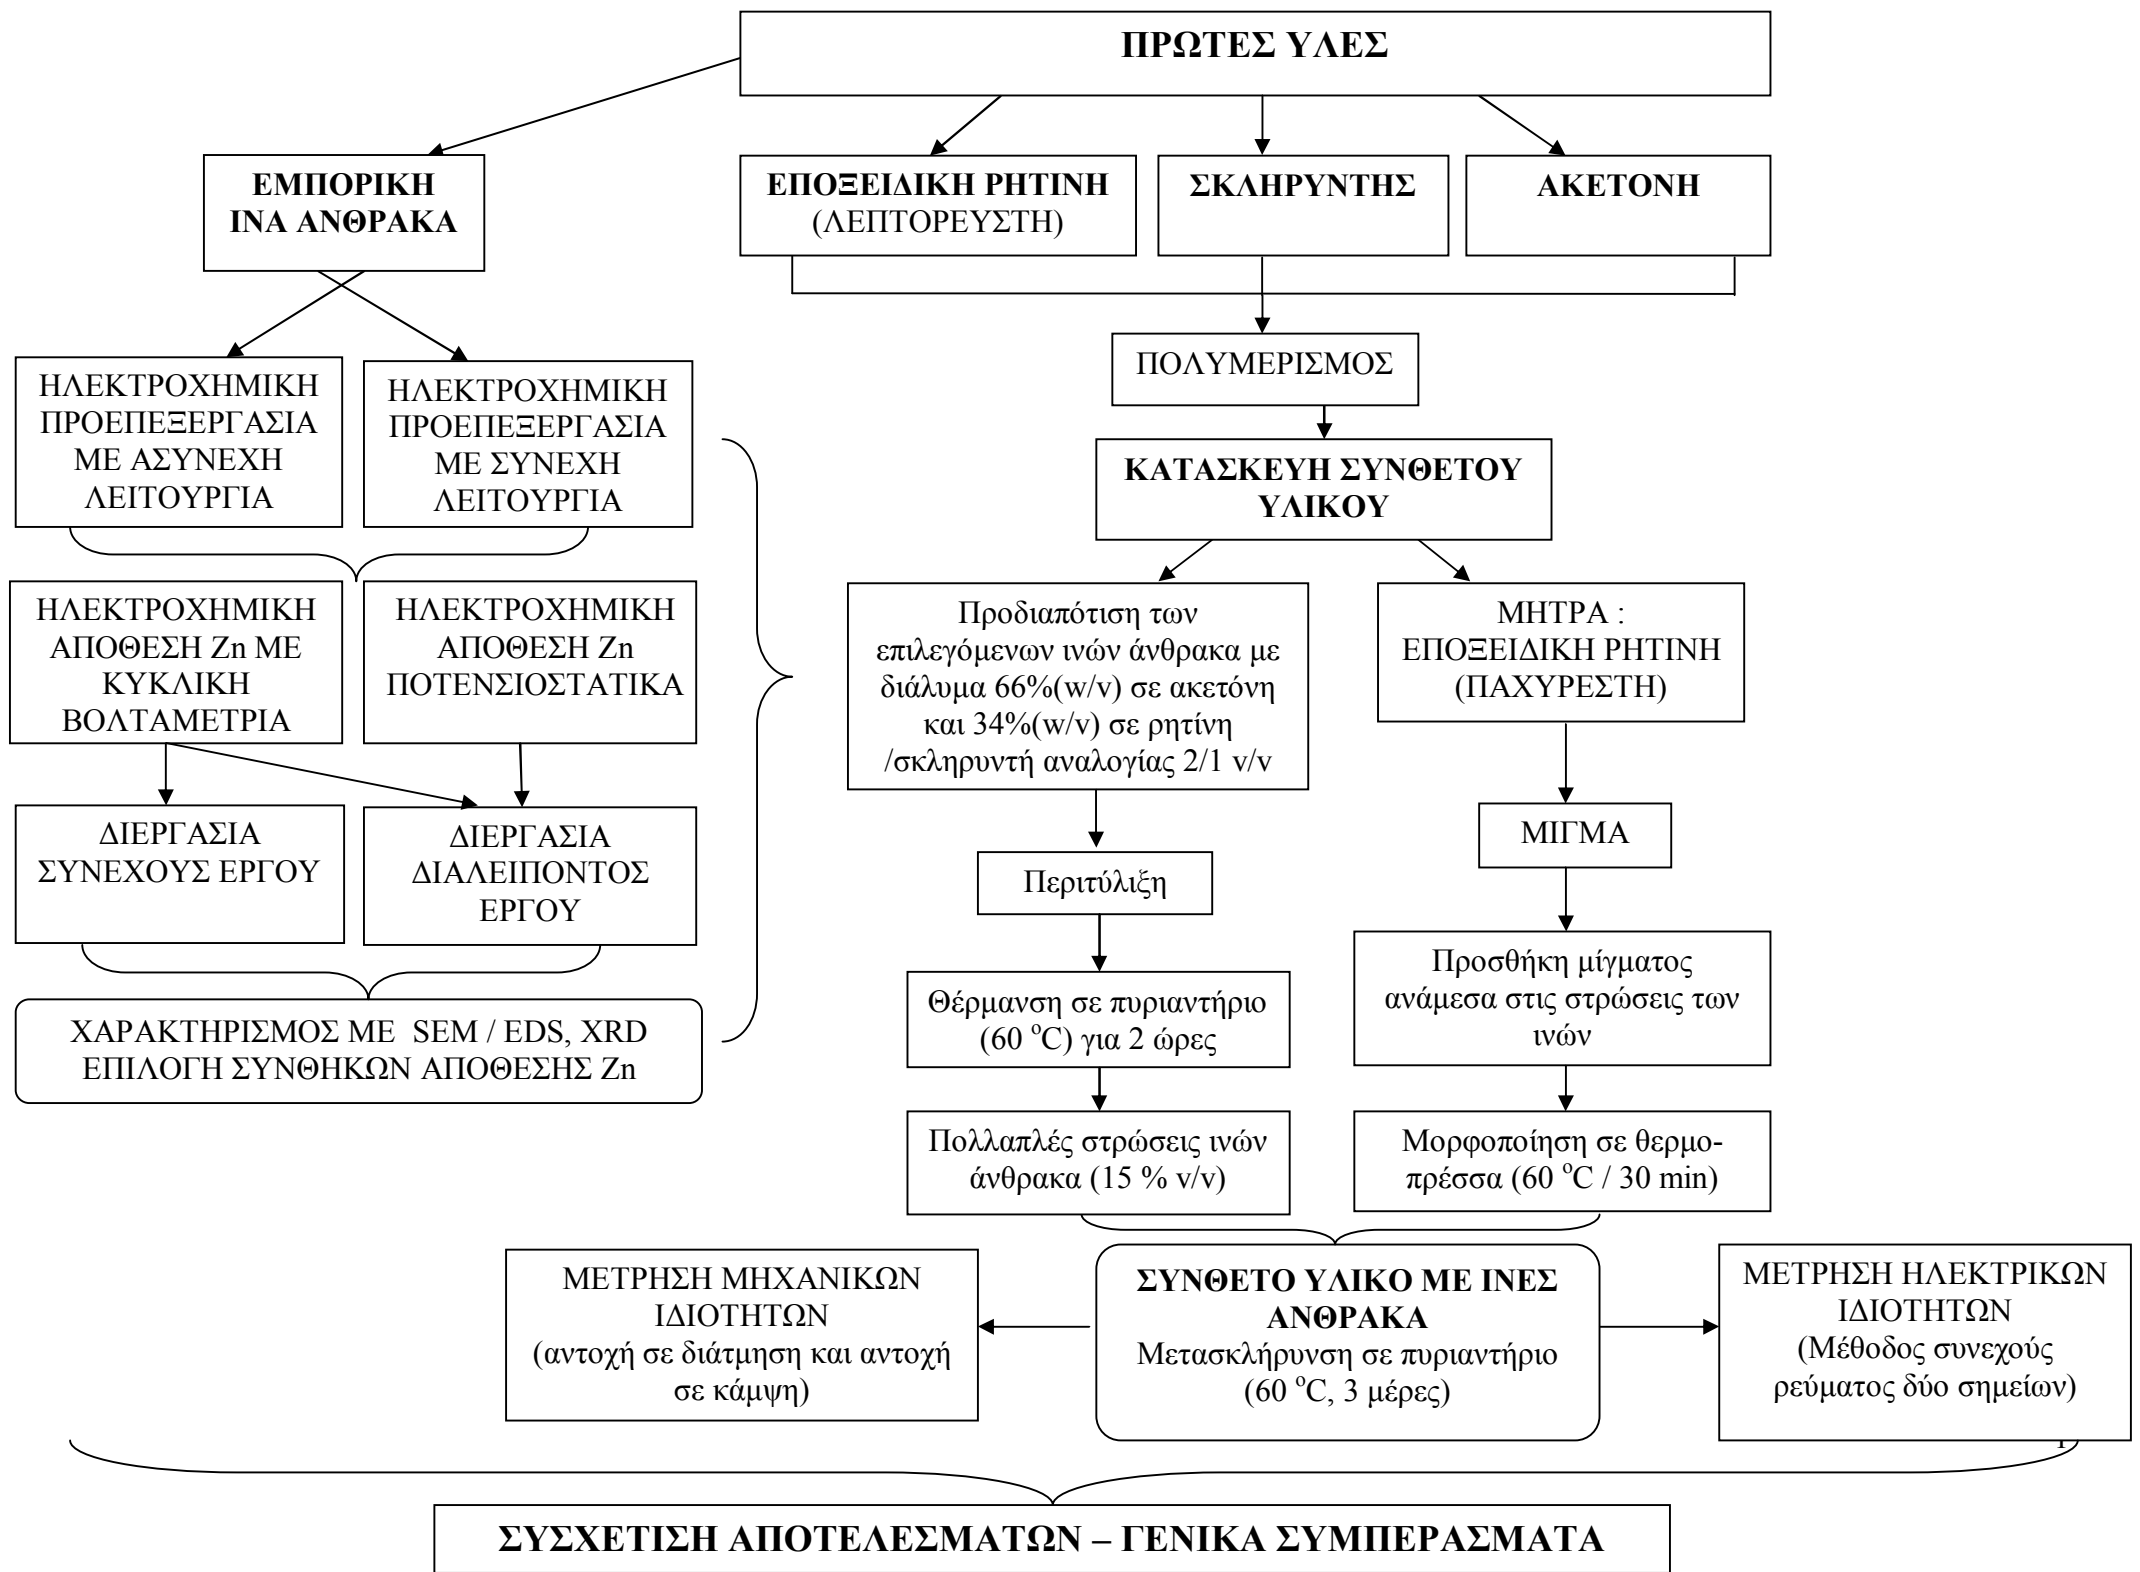 ΠΡΩΤΕΣ ΥΛΕΣ
ΕΜΠΟΡΙΚΗ
ΙΝΑ ΑΝΘΡΑΚΑ
ΕΠΟΞΕΙΔΙΚΗ ΡΗΤΙΝΗ
(ΛΕΠΤΟΡΕΥΣΤΗ)
ΣΚΛΗΡΥΝΤΗΣ
ΑΚΕΤΟΝΗ
ΗΛΕΚΤΡΟΧΗΜΙΚΗ
ΠΡΟΕΠΕΞΕΡΓΑΣΙΑ
ΜΕ ΑΣΥΝΕΧΗ
ΛΕΙΤΟΥΡΓΙΑ
ΗΛΕΚΤΡΟΧΗΜΙΚΗ
ΠΡΟΕΠΕΞΕΡΓΑΣΙΑ
ΜΕ ΣΥΝΕΧΗ
ΛΕΙΤΟΥΡΓΙΑ
ΗΛΕΚΤΡΟΧΗΜΙΚΗ
ΑΠΟΘΕΣΗ Zn ΜΕ
ΚΥΚΛΙΚΗ
ΒΟΛΤΑΜΕΤΡΙΑ
ΗΛΕΚΤΡΟΧΗΜΙΚΗ
ΑΠΟΘΕΣΗ Zn
ΠΟΤΕΝΣΙΟΣΤΑΤΙΚΑ
ΔΙΕΡΓΑΣΙΑ
ΣΥΝΕΧΟΥΣ ΕΡΓΟΥ
ΔΙΕΡΓΑΣΙΑ
ΔΙΑΛΕΙΠΟΝΤΟΣ
ΕΡΓΟΥ
ΧΑΡΑΚΤΗΡΙΣΜΟΣ ΜΕ SEM / EDS, XRD
ΕΠΙΛΟΓΗ ΣΥΝΘΗΚΩΝ ΑΠΟΘΕΣΗΣ Zn
ΠΟΛΥΜΕΡΙΣΜΟΣ
ΚΑΤΑΣΚΕΥΗ ΣΥΝΘΕΤΟΥ
ΥΛΙΚΟΥ
Προδιαπότιση των
επιλεγόμενων ινών άνθρακα με
διάλυμα 66%(w/v) σε ακετόνη
και 34%(w/v) σε ρητίνη
/σκληρυντή αναλογίας 2/1 v/v
Περιτύλιξη
Θέρμανση σε πυριαντήριο
(60 °C) για 2 ώρες
Πολλαπλές στρώσεις ινών
άνθρακα (15 % v/v)
ΜΗΤΡΑ :
ΕΠΟΞΕΙΔΙΚΗ ΡΗΤΙΝΗ
(ΠΑΧΥΡΕΣΤΗ)
ΜΙΓΜΑ
Προσθήκη μίγματος
ανάμεσα στις στρώσεις των
ινών
Μορφοποίηση σε θερμο-
πρέσσα (60 °C / 30 min)
ΜΕΤΡΗΣΗ ΜΗΧΑΝΙΚΩΝ
ΙΔΙΟΤΗΤΩΝ
(αντοχή σε διάτμηση και αντοχή
σε κάμψη)
ΣΥΝΘΕΤΟ ΥΛΙΚΟ ΜΕ ΙΝΕΣ
ΑΝΘΡΑΚΑ
Μετασκλήρυνση σε πυριαντήριο
(60 °C, 3 μέρες)
ΜΕΤΡΗΣΗ ΗΛΕΚΤΡΙΚΩΝ
ΙΔΙΟΤΗΤΩΝ
(Μέθοδος συνεχούς
ρεύματος δύο σημείων)
ΣΥΣΧΕΤΙΣΗ ΑΠΟΤΕΛΕΣΜΑΤΩΝ – ΓΕΝΙΚΑ ΣΥΜΠΕΡΑΣΜΑΤΑ